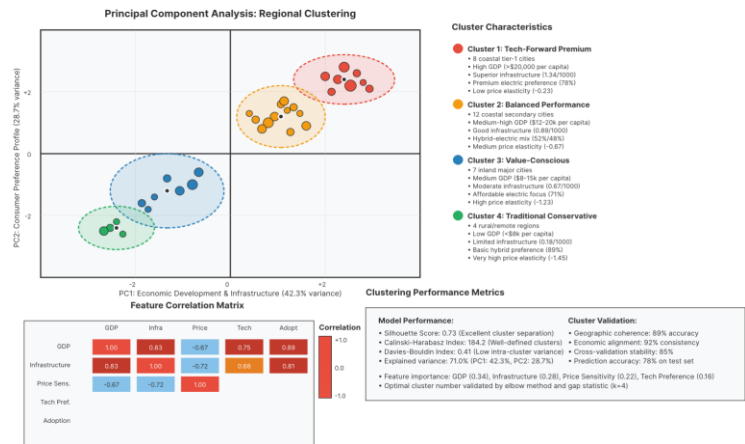 Principal Component Analysis: Regional Clustering
PC2: Consumer Preference Profile (28.7% variance)
+2
0
-2
-2
0
+2
PC1: Economic Development & Infrastructure (42.3% variance)
Cluster Characteristics
Cluster 1: Tech-Forward Premium
• 8 coastal tier-1 cities
• High GDP (>$20,000 per capita)
• Superior infrastructure (1.34/1000)
• Premium electric preference (78%)
• Low price elasticity (-0.23)
Cluster 2: Balanced Performance
• 12 coastal secondary cities
• Medium-high GDP ($12-20k per capita)
• Good infrastructure (0.89/1000)
• Hybrid-electric mix (52%/48%)
• Medium price elasticity (-0.67)
Cluster 3: Value-Conscious
• 7 inland major cities
• Medium GDP ($8-15k per capita)
• Moderate infrastructure (0.67/1000)
• Affordable electric focus (71%)
• High price elasticity (-1.23)
Cluster 4: Traditional Conservative
• 4 rural/remote regions
• Low GDP (<$8k per capita)
• Limited infrastructure (0.18/1000)
• Basic hybrid preference (89%)
• Very high price elasticity (-1.45)
Feature Correlation Matrix
GDP Infra Price Tech Adopt
GDP 1.00 0.83 -0.67 0.75 0.89
Infrastructure 0.83 1.00 -0.72 0.68 0.81
Price Sens. -0.67 -0.72 1.00
Tech Pref.
Adoption
Correlation
+1.0
0.0
-1.0
Clustering Performance Metrics
Model Performance:
• Silhouette Score: 0.73 (Excellent cluster separation)
• Calinski-Harabasz Index: 184.2 (Well-defined clusters)
• Davies-Bouldin Index: 0.41 (Low intra-cluster variance)
• Explained variance: 71.0% (PC1: 42.3%, PC2: 28.7%)
Cluster Validation:
• Geographic coherence: 89% accuracy
• Economic alignment: 92% consistency
• Cross-validation stability: 85%
• Prediction accuracy: 78% on test set
• Feature importance: GDP (0.34), Infrastructure (0.28), Price Sensitivity (0.22), Tech Preference (0.16)
• Optimal cluster number validated by elbow method and gap statistic (k=4)